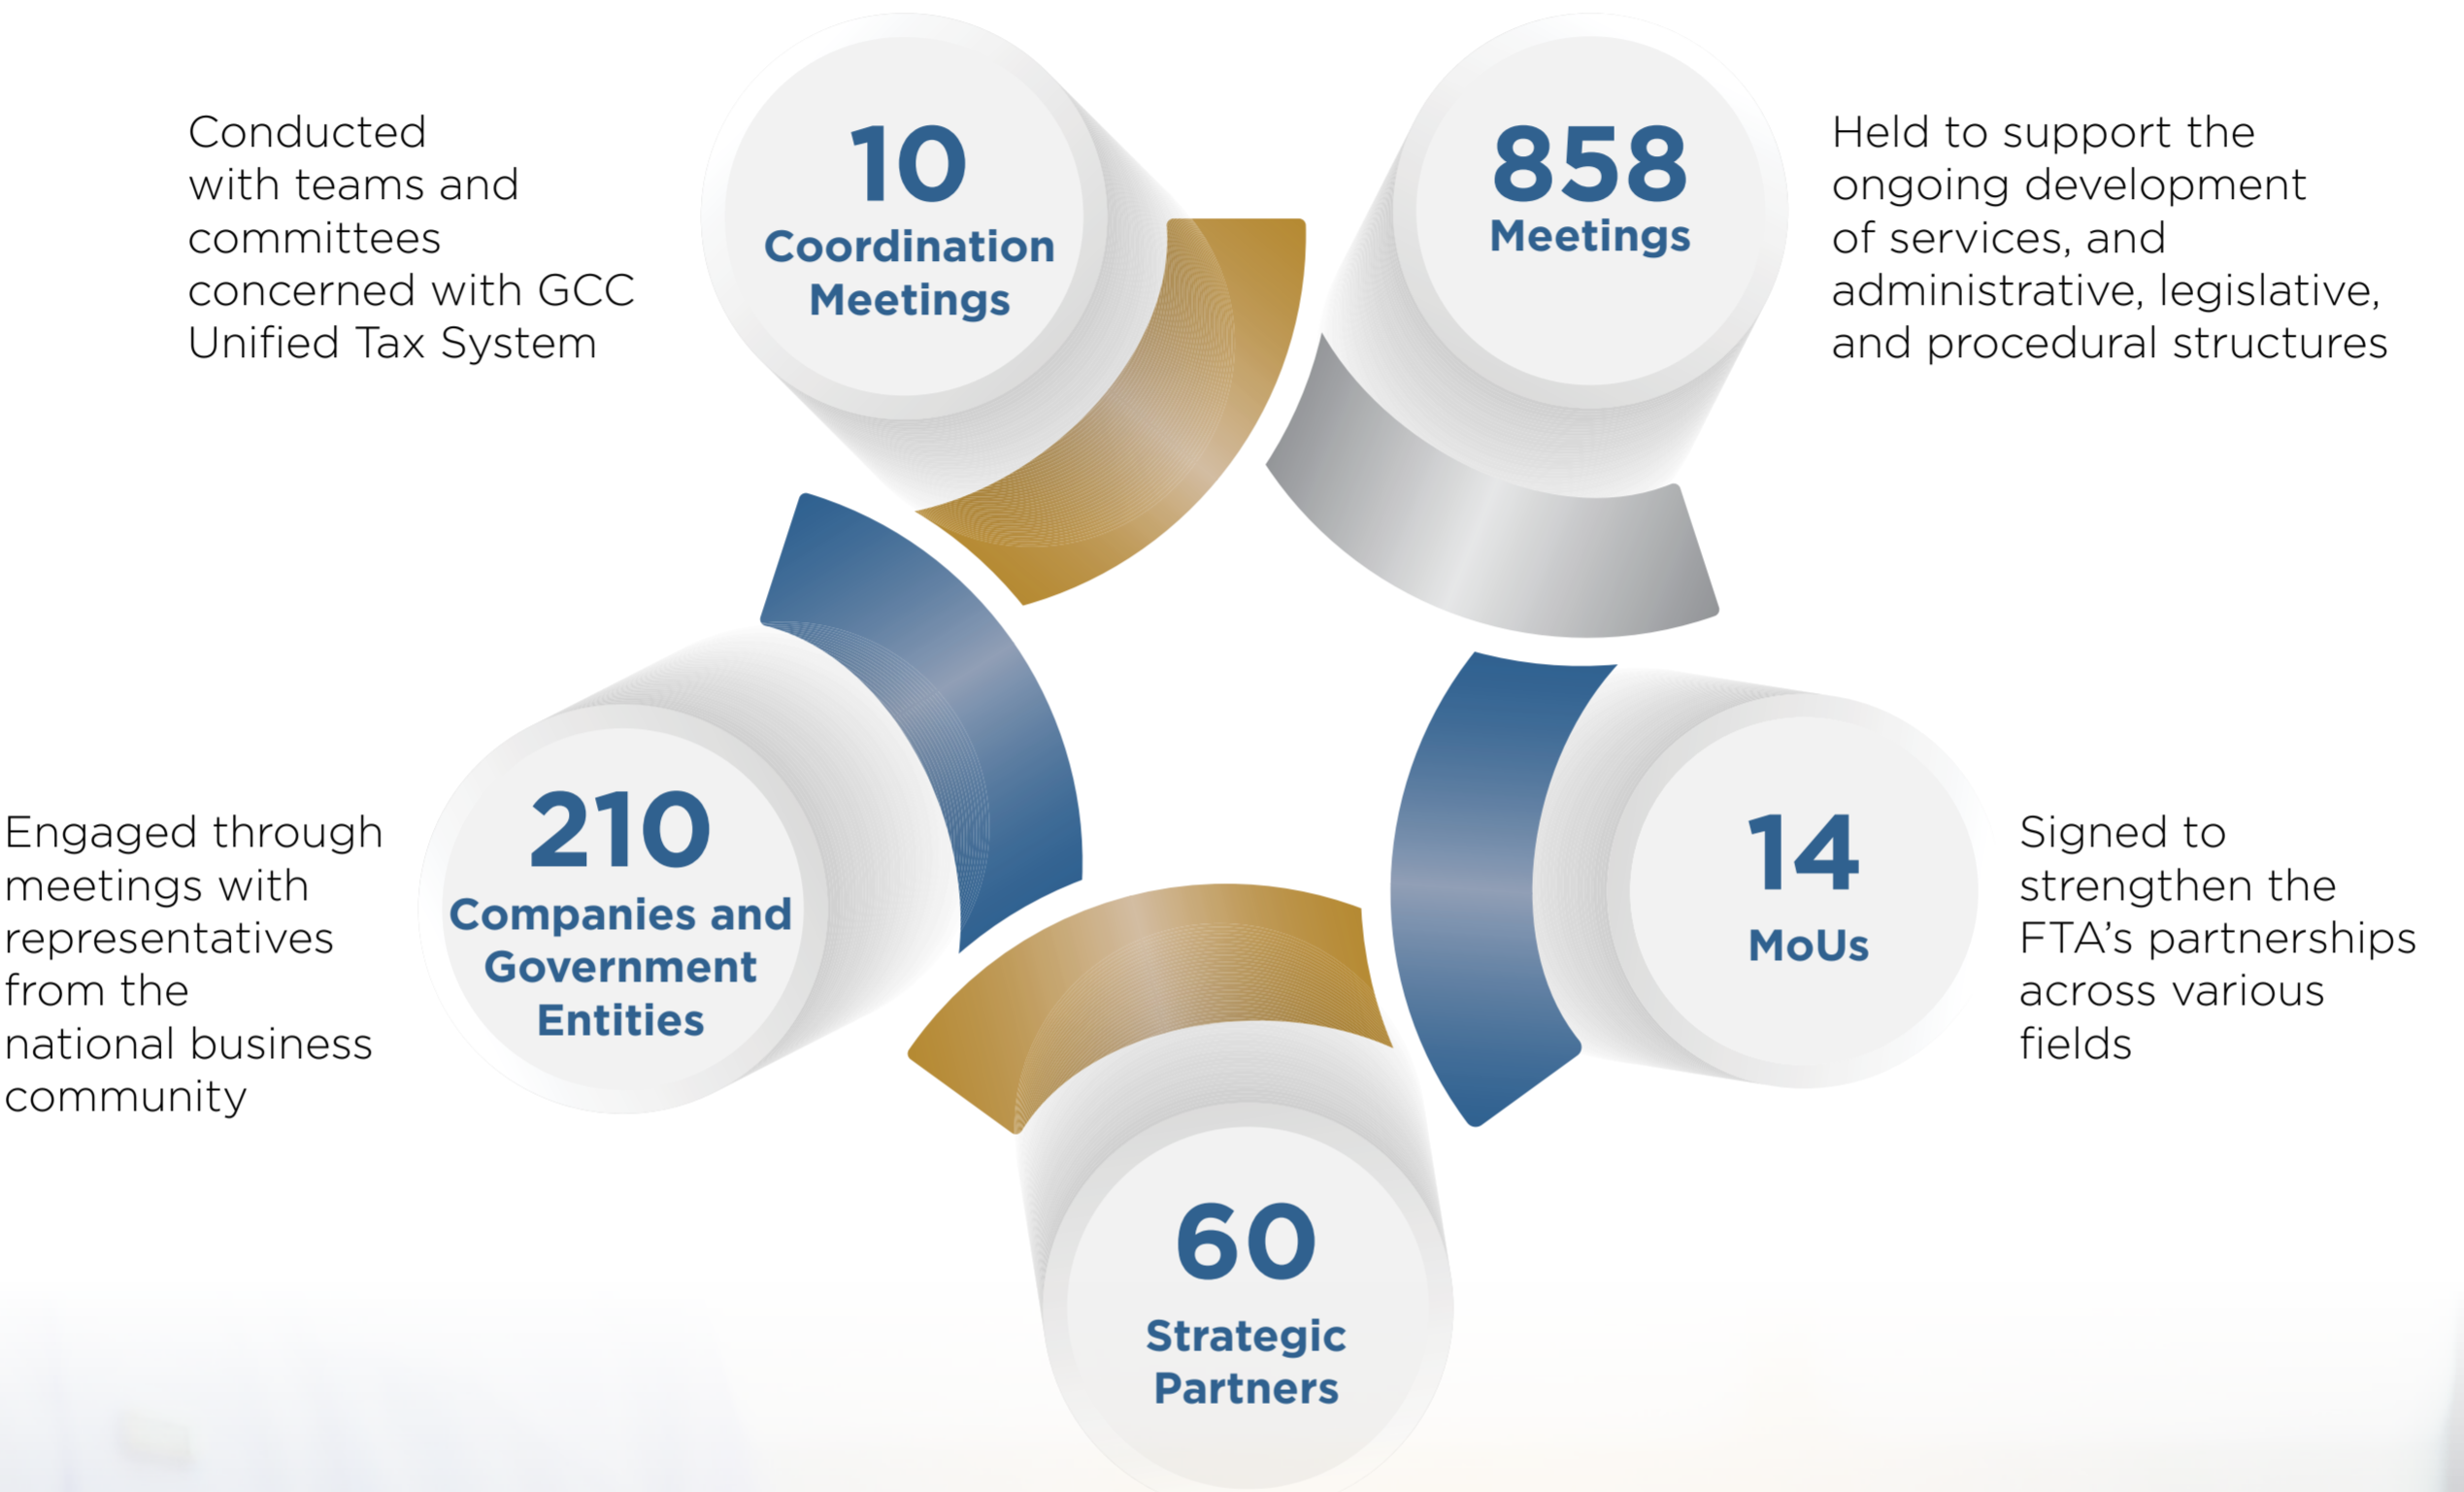 10
Coordination
Meetings
Conducted
with teams and
committees
concerned with GCC
Unified Tax System
858
Meetings
Held to support the
ongoing development
of services, and
administrative, legislative,
and procedural structures
210
Companies and
Government
Entities
Engaged through
meetings with
representatives
from the
national business
community
14
MoUs
Signed to
strengthen the
FTA’s partnerships
across various
fields
60
Strategic
Partners